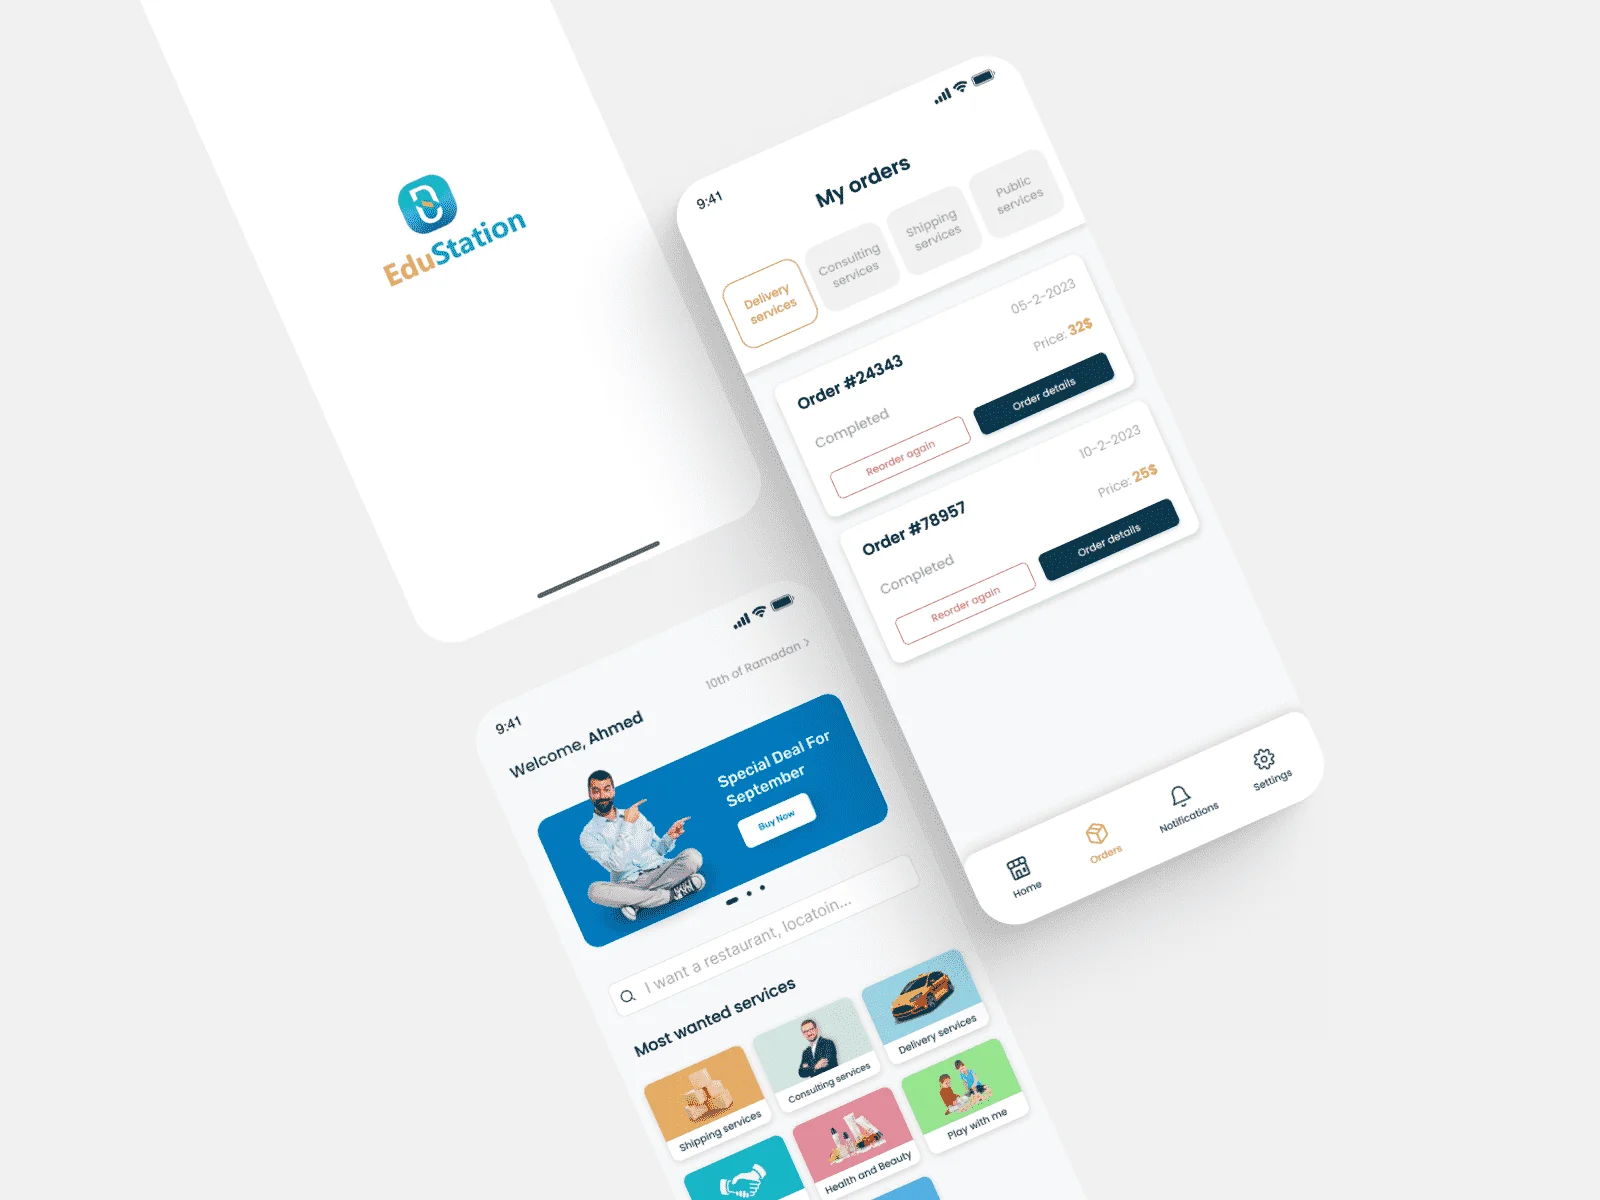 EduStation
9:41
My orders
Delivery
services
Consulting
services
Shipping
services
Public
services
Order #24343
05-2-2023
Completed
Price: 32$
Reorder again
Order details
Order #78957
10-2-2023
Completed
Price: 25$
Reorder again
Order details
Home
Orders
Notifications
Settings
9:41
Welcome, Ahmed
10th of Ramadan >
Special Deal For
September
Buy Now
I want a restaurant, locatoin...
Most wanted services
Shipping services
Consulting services
Delivery services
Health and Beauty
Play with me